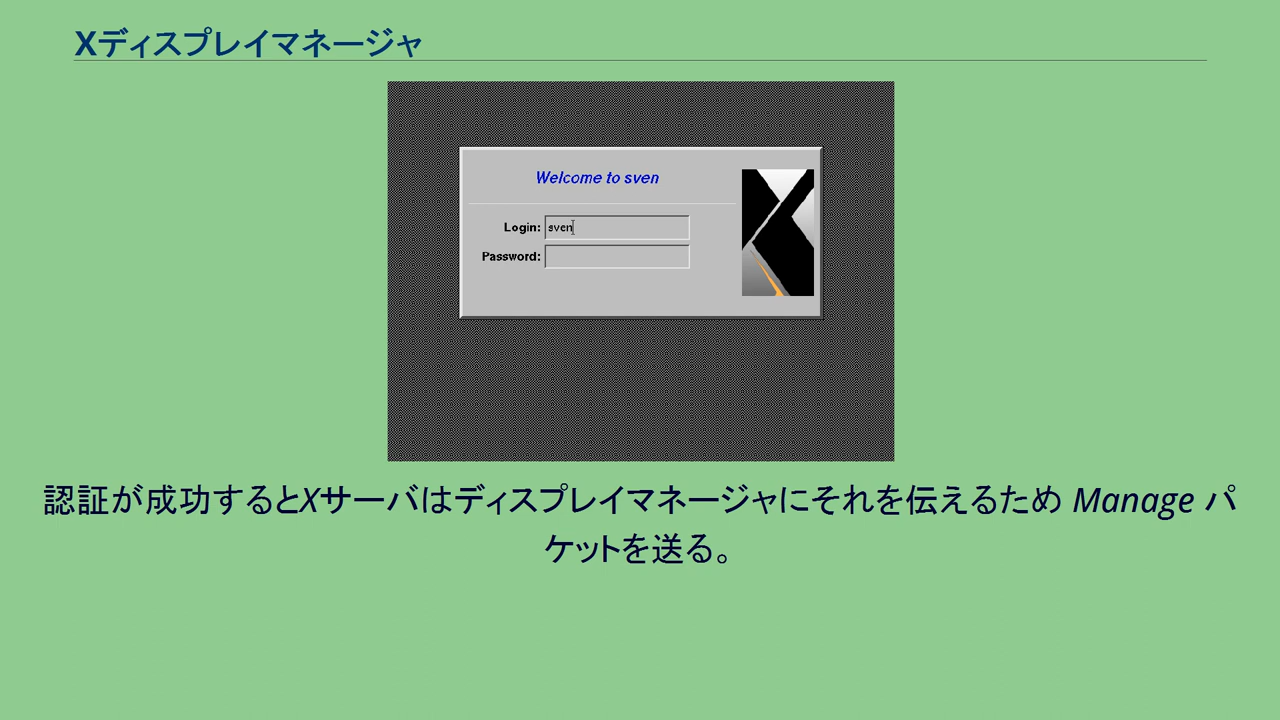 Xディスプレイマネージャ
Welcome to sven
Login: sven
Password:
認証が成功するとXサーバはディスプレイマネージャにそれを伝えるため Manage パ
ケットを送る。